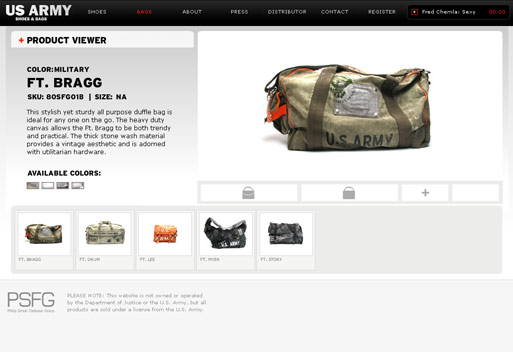 US ARMY
SHOES & BAGS
SHOES BAGS ABOUT PRESS DISTRIBUTOR CONTACT REGISTER
Fred Chemla: Sexy 00:00
+ PRODUCT VIEWER
COLOR:MILITARY
FT. BRAGG
SKU: 80SFG01B | SIZE: NA
This stylish yet sturdy all purpose duffle bag is
ideal for any one on the go. The heavy duty
canvas allows the Ft. Bragg to be both trendy
and practical. The thick stone wash material
provides a vintage aesthetic and is adorned
with utilitarian hardware.
AVAILABLE COLORS:
U.S ARMY
+
FT. BRAGG FT. DRUM FT. LEE FT. MYER FT. STORY
PSFG
PLEASE NOTE: This website is not owned or operated
by the Department of Justice or the U.S. Army, but all
products are sold under a license from the U.S. Army.